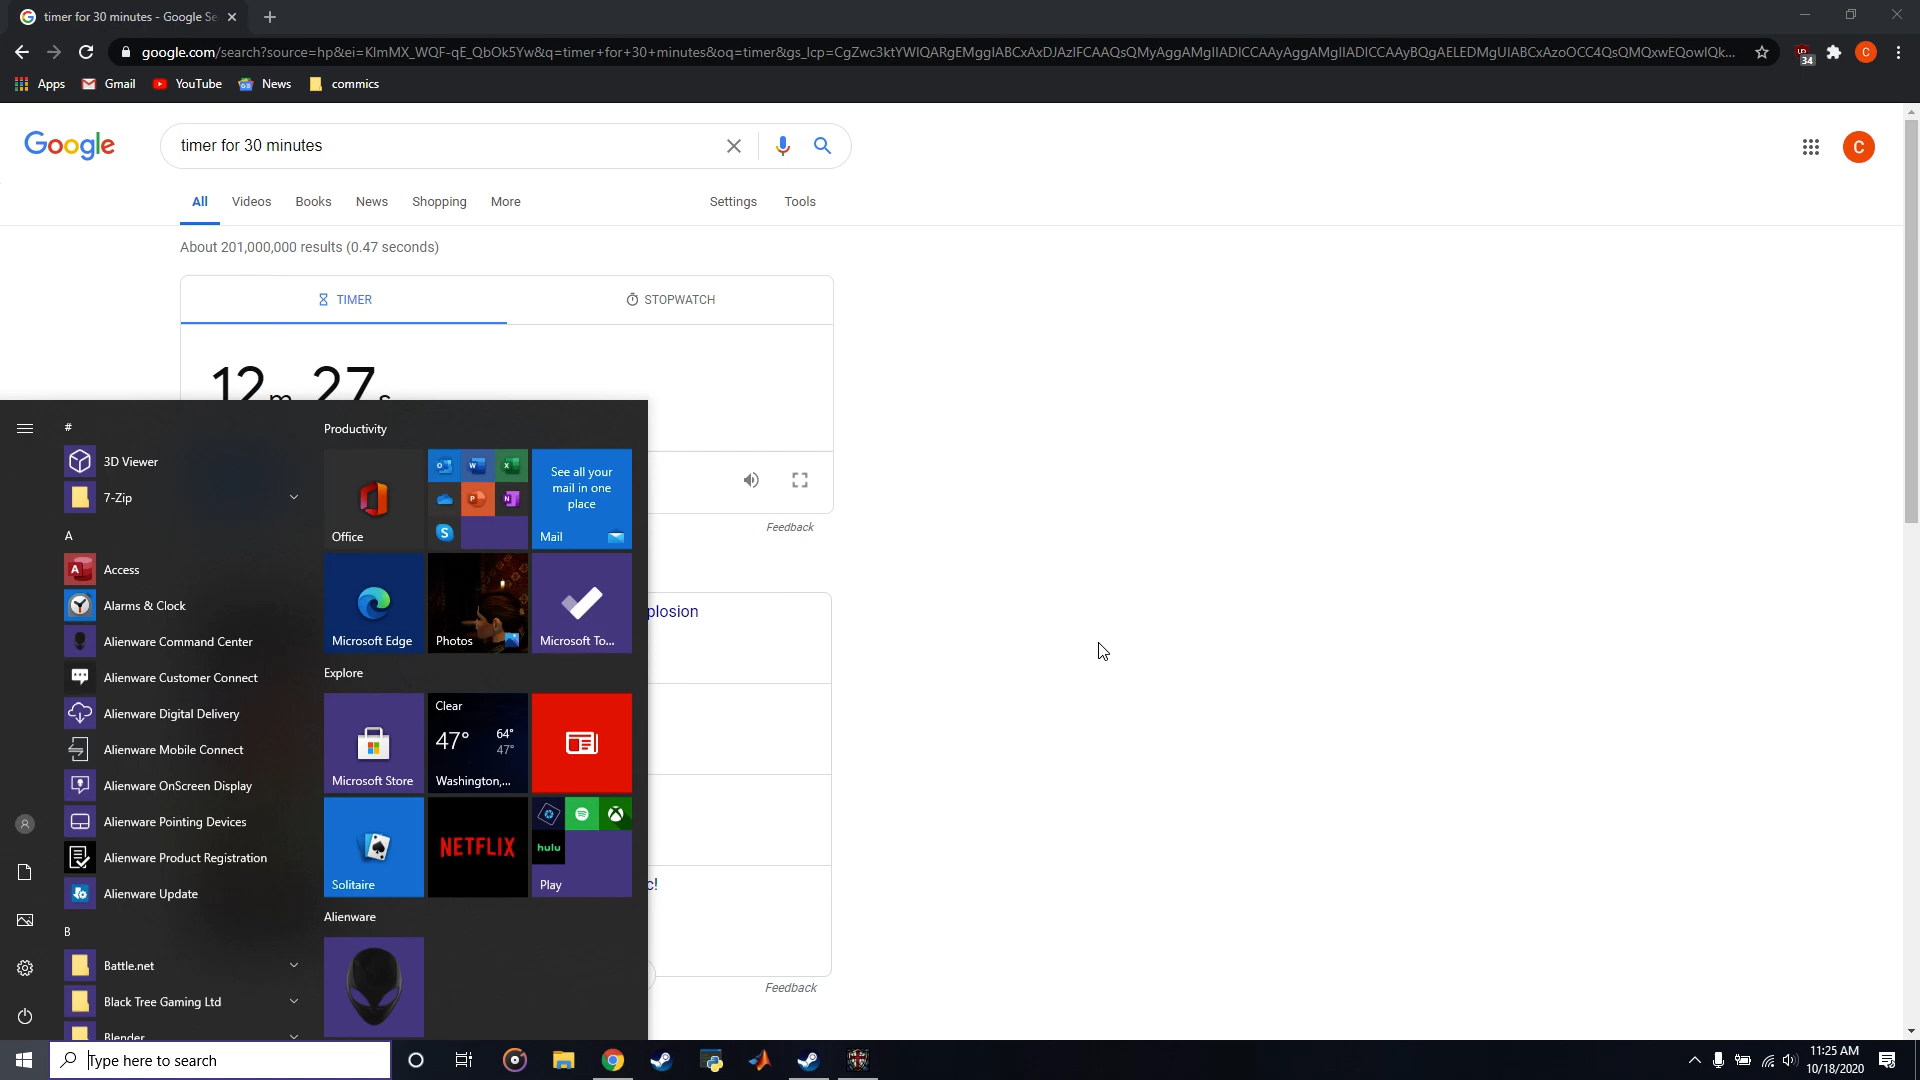 timer for 30 minutes - Google Se
google.com/search?source=hp&ei=KlmMX_WQF-qE_QbOk5Yw&q=timer+for+30+minutes&oq=timer&gs_lcp=CgZwc3ktYWIQARgEMggIABCxAxDJAzIFCAAQsQMyAggAMgIIADICCAAyAggAMgIIADICCAAyBQgAELEDMgUIABCxAzoOCC4QsQMQxwEQowIQk...
34
C
Apps
Gmail
YouTube
News
commics
Google
timer for 30 minutes
C
All
Videos
Books
News
Shopping
More
Settings
Tools
About 201,000,000 results (0.47 seconds)
TIMER
STOPWATCH
12m 27s
Feedback
plosion
c!
Feedback
#
3D Viewer
7-Zip
A
Access
Alarms & Clock
Alienware Command Center
Alienware Customer Connect
Alienware Digital Delivery
Alienware Mobile Connect
Alienware OnScreen Display
Alienware Pointing Devices
Alienware Product Registration
Alienware Update
B
Battle.net
Black Tree Gaming Ltd
Blender
Productivity
Office
See all your
mail in one
place
Mail
Microsoft Edge
Photos
Microsoft To...
Explore
Microsoft Store
Clear
47°
64°
47°
Washington,...
Solitaire
NETFLIX
hulu
Play
Alienware
Type here to search
11:25 AM
10/18/2020